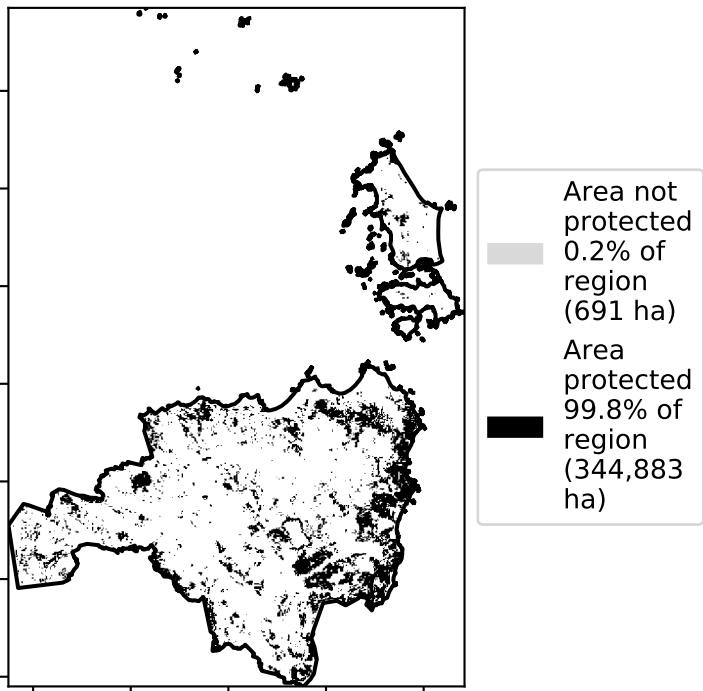 Area not
protected
0.2% of
region
(691 ha)
Area
protected
99.8% of
region
(344,883
ha)